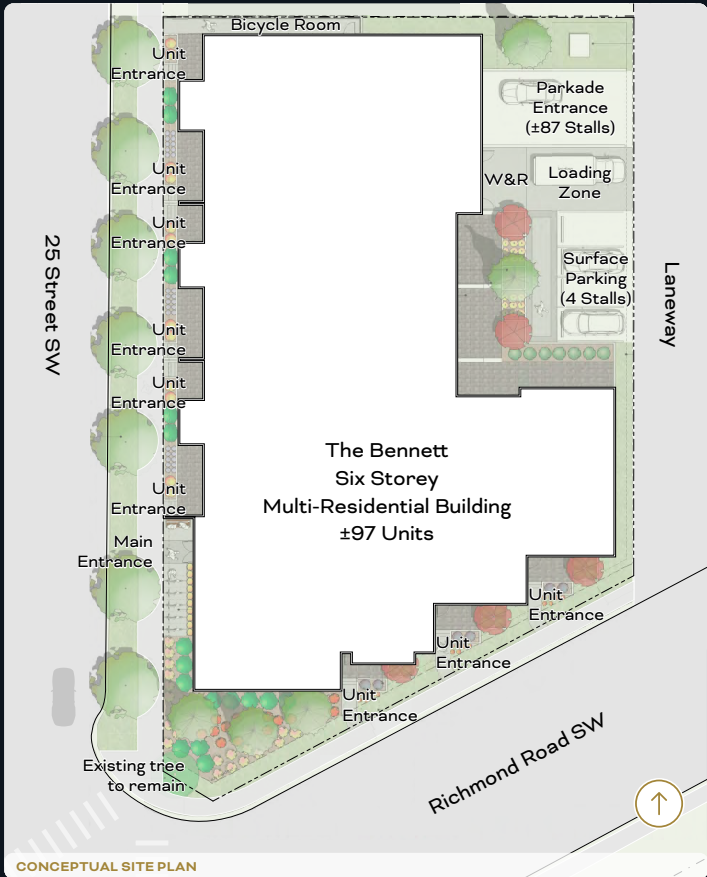 Bicycle Room
Unit
Entrance
Parkade
Entrance
(±87 Stalls)
Unit
Entrance
W&R
Loading
Zone
Unit
Entrance
25 Street SW
Surface
Parking
(4 Stalls)
Laneway
Unit
Entrance
Unit
Entrance
The Bennett
Six Storey
Multi-Residential Building
±97 Units
Unit
Entrance
Main
Entrance
Unit
Entrance
Unit
Entrance
Unit
Entrance
Richmond Road SW
Existing tree
to remain
CONCEPTUAL SITE PLAN